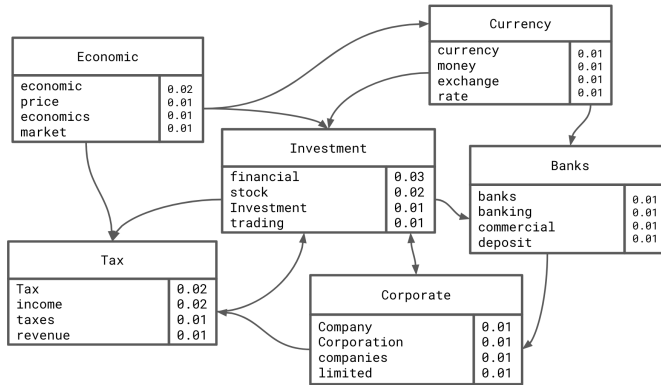 Currency
currency 0.01
money 0.01
exchange 0.01
rate 0.01
Economic
economic 0.02
price 0.01
economics 0.01
market 0.01
Investment
financial 0.03
stock 0.02
Investment 0.01
trading 0.01
Banks
banks 0.01
banking 0.01
commercial 0.01
deposit 0.01
Tax
Tax 0.02
income 0.02
taxes 0.01
revenue 0.01
Corporate
Company 0.01
Corporation 0.01
companies 0.01
limited 0.01